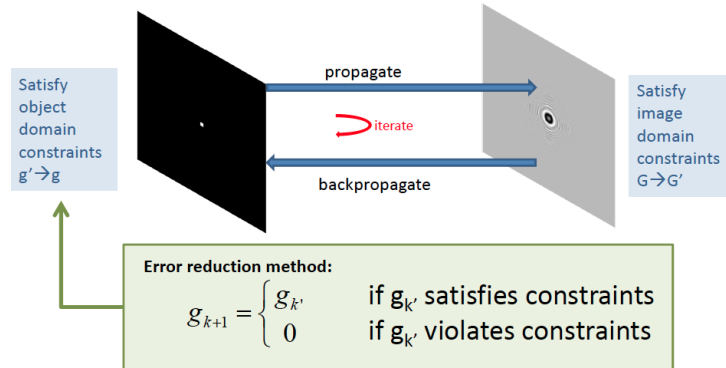 propagate
Satisfy
object
domain
constraints
g'→g
iterate
Satisfy
image
domain
constraints
G→G'
backpropagate
Error reduction method:
g_{k+1} = { g_{k'} if g_{k'} satisfies constraints
0 if g_{k'} violates constraints